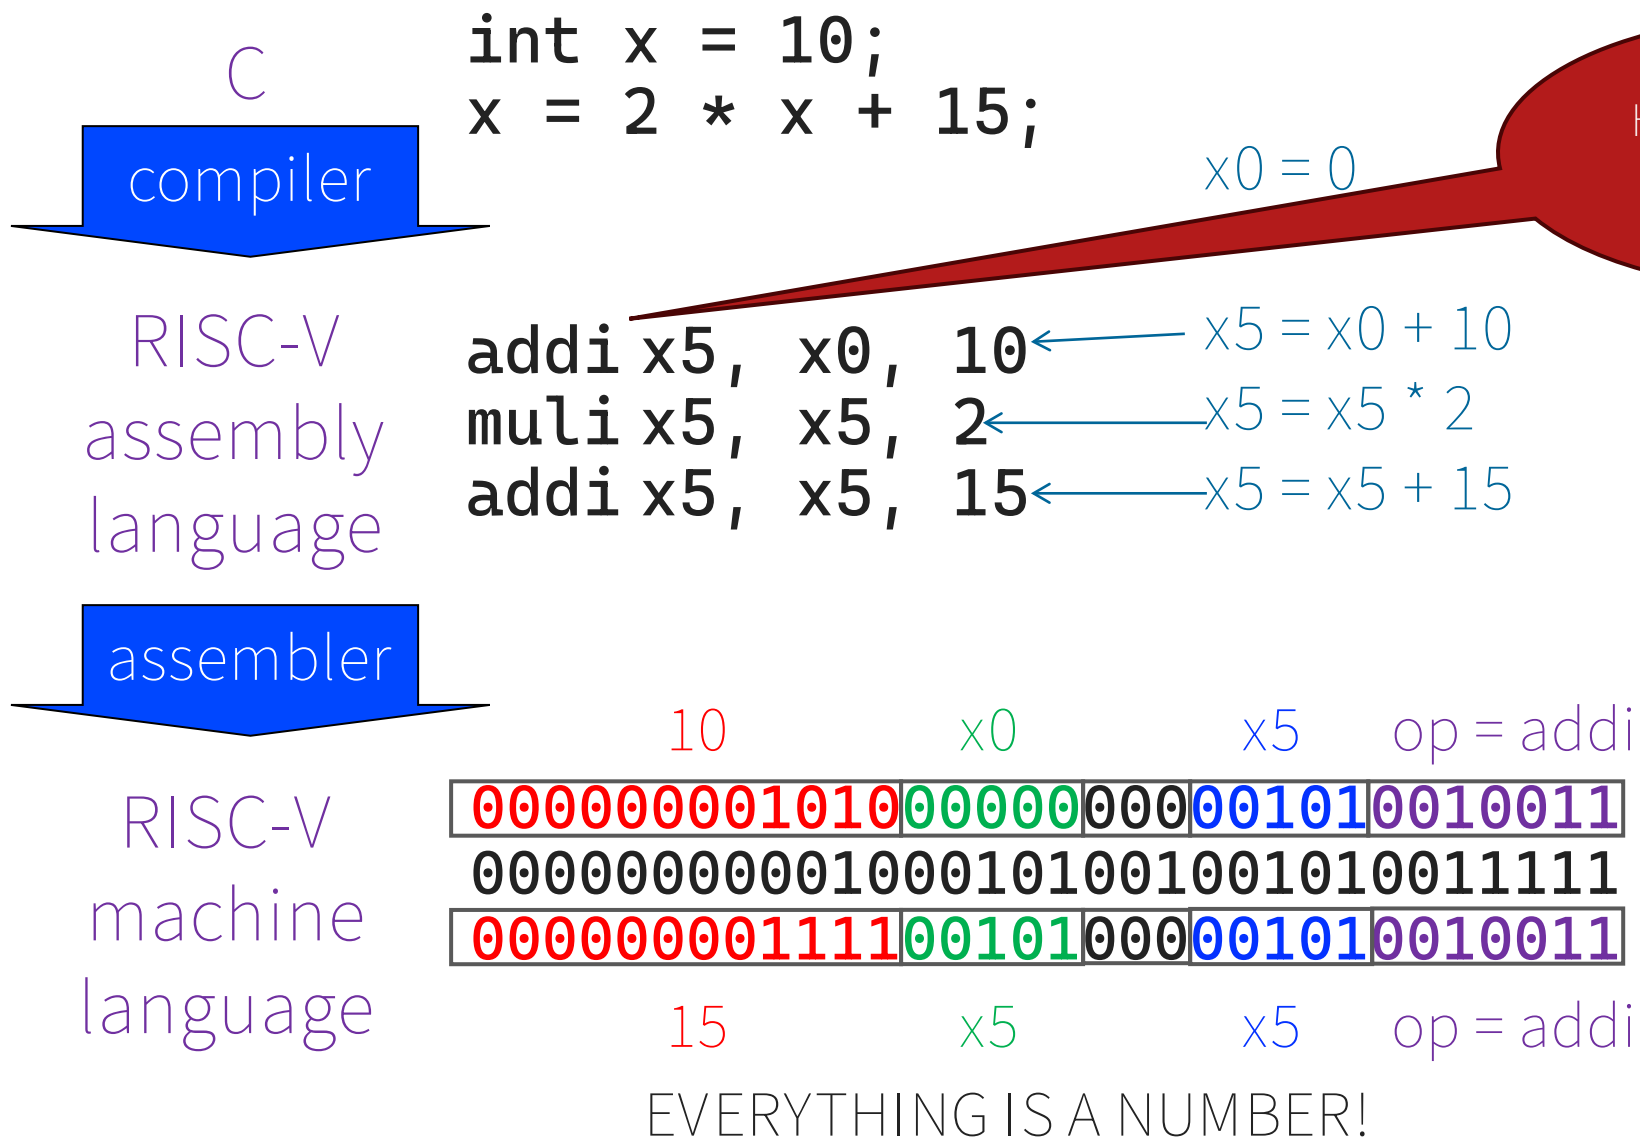 C
int x = 10;
x = 2 * x + 15;
compiler
x0 = 0
RISC-V
assembly
language
addi x5, x0, 10
muli x5, x5, 2
addi x5, x5, 15
x5 = x0 + 10
x5 = x5 * 2
x5 = x5 + 15
assembler
RISC-V
machine
language
10 x0 x5 op = addi
00000000101000000000001010010011
00000000001000101001001010011111
00000000111100101000001010010011
15 x5 x5 op = addi
EVERYTHING IS A NUMBER!